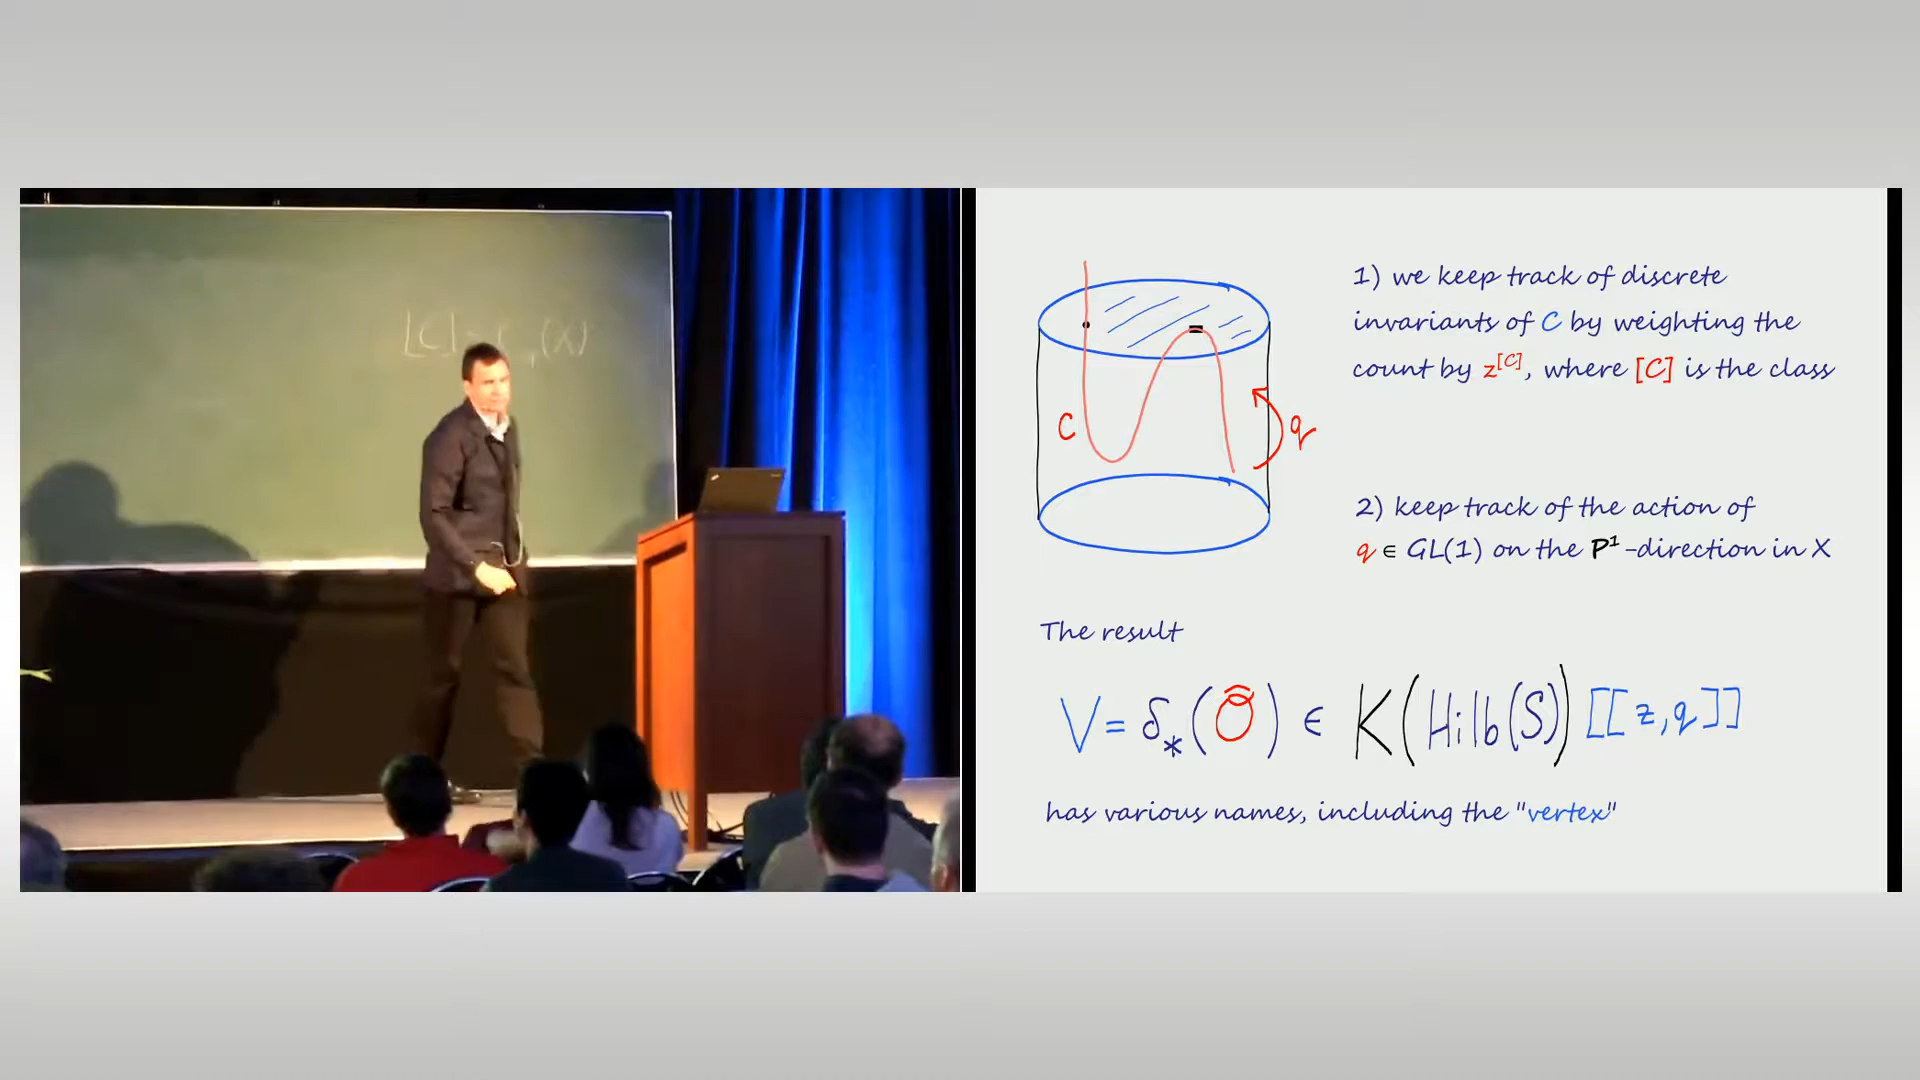 [C] (X)
1) we keep track of discrete
invariants of C by weighting the
count by z^[C], where [C] is the class
C
q
2) keep track of the action of
q ∈ GL(1) on the P¹-direction in X
The result
V = δ_*(Õ) ∈ K(Hilb(S))[[z,q]]
has various names, including the "vertex"